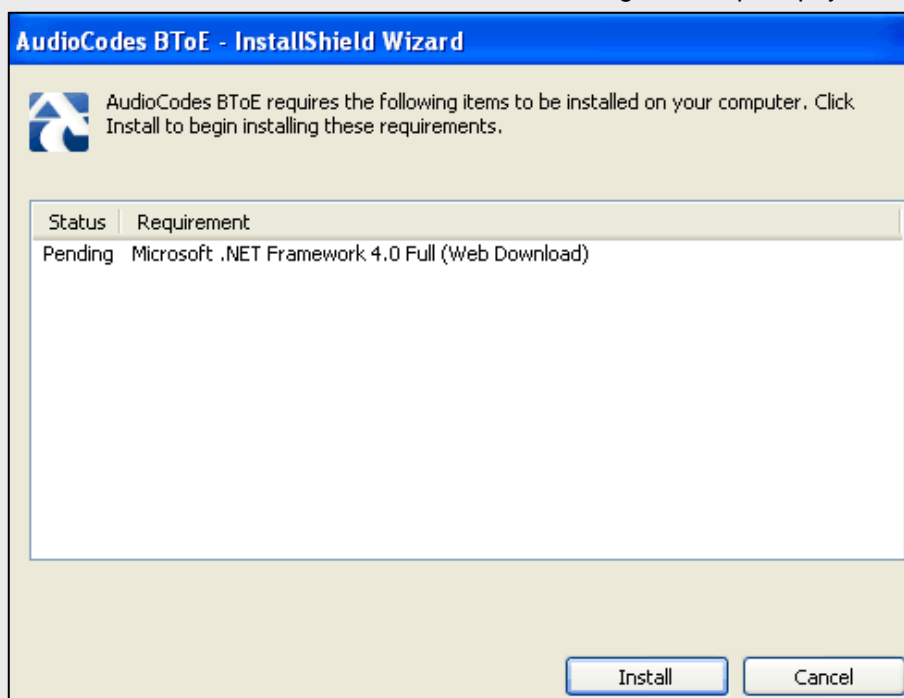 AudioCodes BToE - InstallShield Wizard
AudioCodes BToE requires the following items to be installed on your computer. Click
Install to begin installing these requirements.
Status Requirement
Pending Microsoft .NET Framework 4.0 Full (Web Download)
Install Cancel